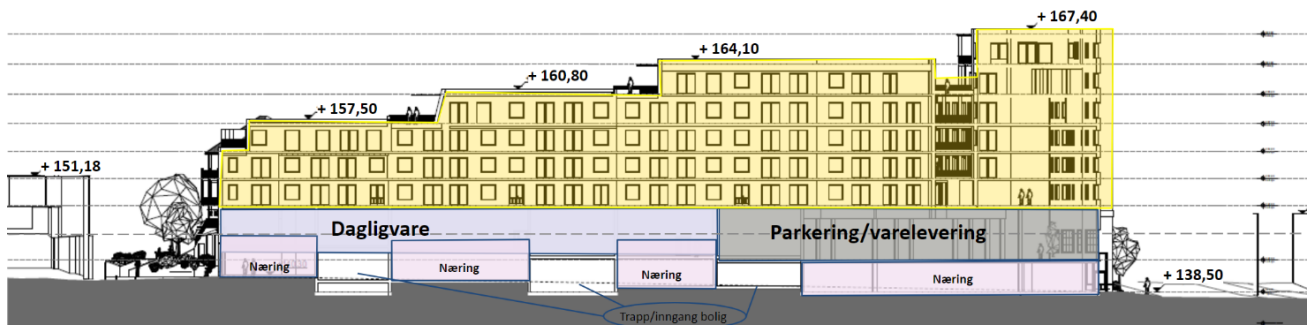 + 167,40
+ 164,10
+ 160,80
+ 157,50
+ 151,18
Dagligvare
Parkering/varelevering
Næring
Næring
Næring
Næring
+ 138,50
Trapp/inngang bolig